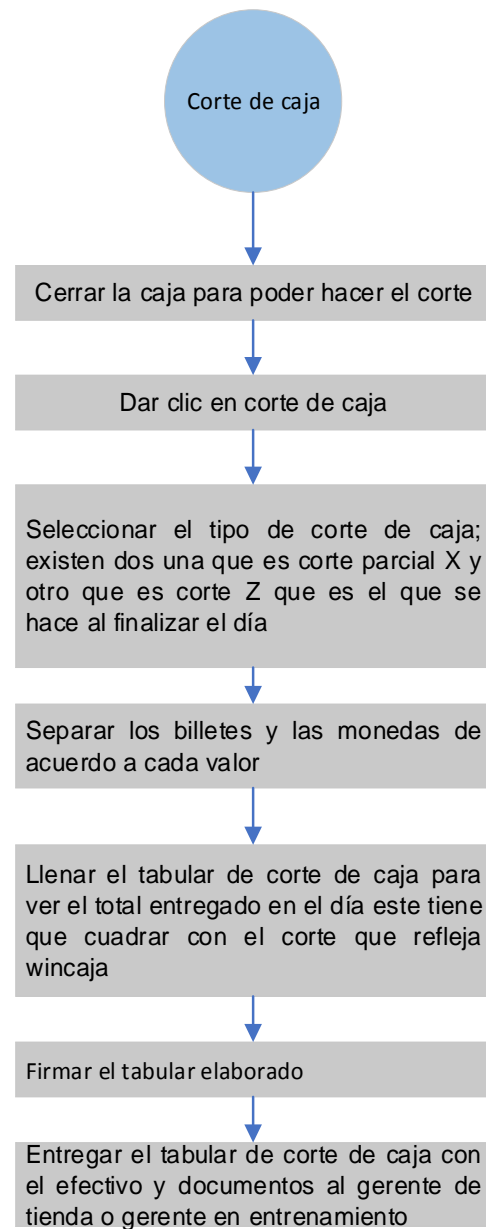 Corte de caja
Cerrar la caja para poder hacer el corte
Dar clic en corte de caja
Seleccionar el tipo de corte de caja;
existen dos una que es corte parcial X y
otro que es corte Z que es el que se
hace al finalizar el día
Separar los billetes y las monedas de
acuerdo a cada valor
Llenar el tabular de corte de caja para
ver el total entregado en el día este tiene
que cuadrar con el corte que refleja
wincaja
Firmar el tabular elaborado
Entregar el tabular de corte de caja con
el efectivo y documentos al gerente de
tienda o gerente en entrenamiento